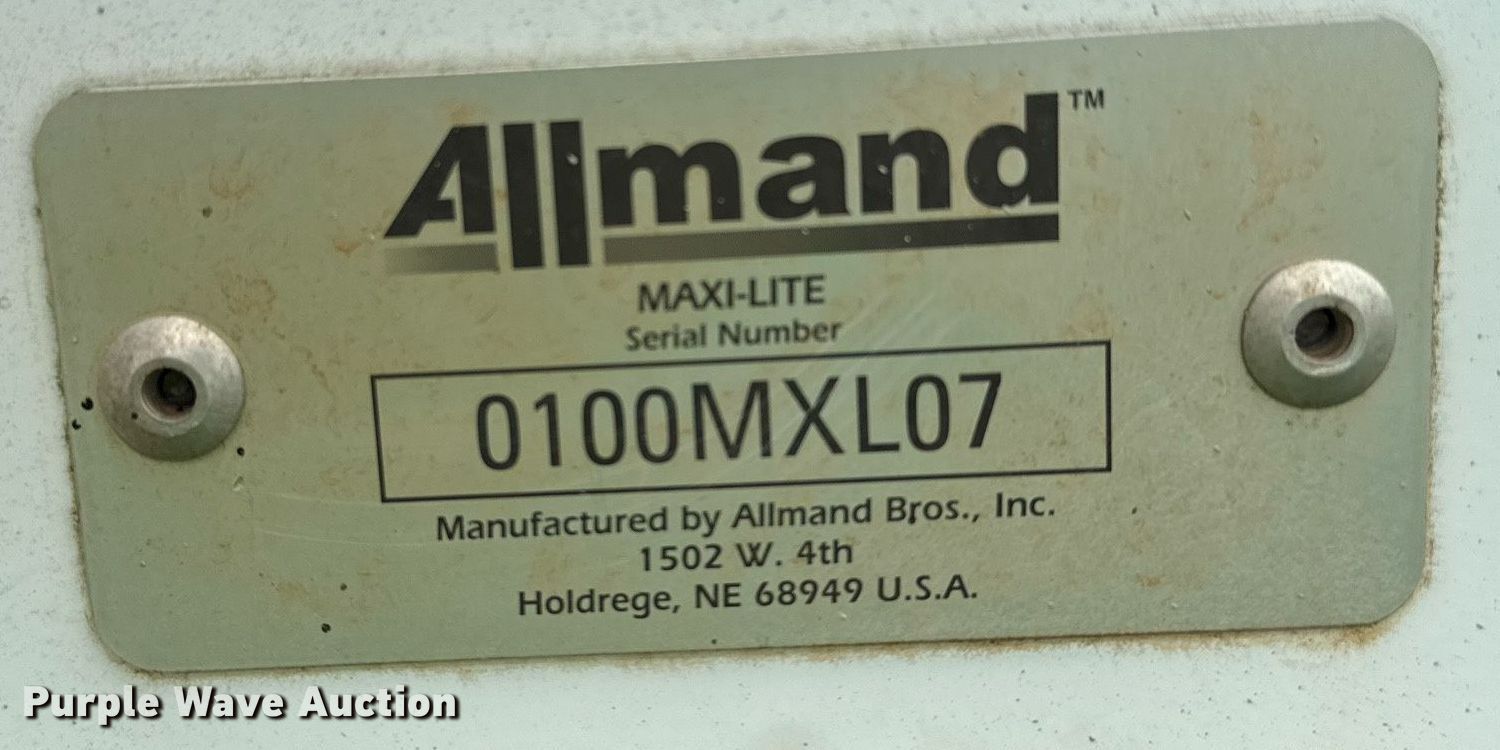 Allmand™
MAXI-LITE
Serial Number
0100MXL07
Manufactured by Allmand Bros., Inc.
1502 W. 4th
Holdrege, NE 68949 U.S.A.
Purple Wave Auction